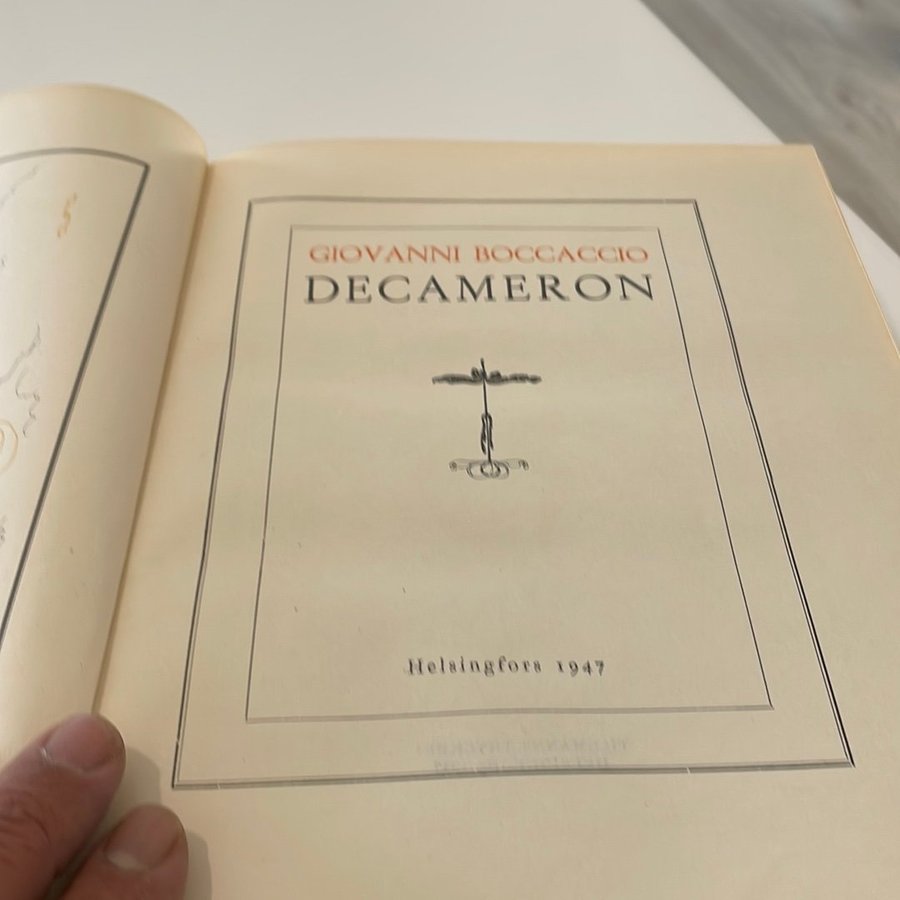 GIOVANNI BOCCACCIO
DECAMERON
Helsingfors 1947